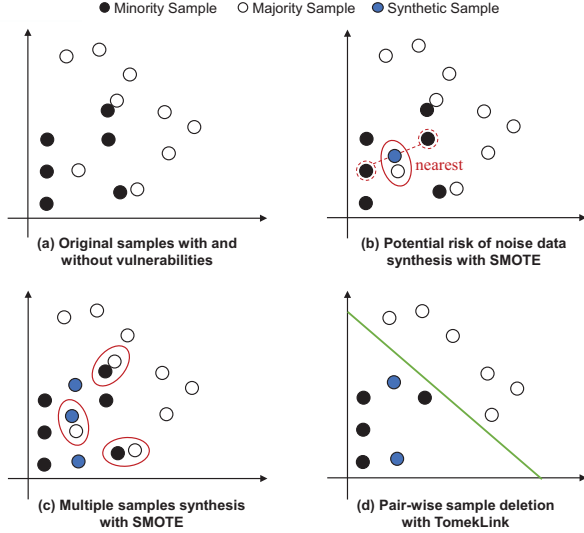 Minority Sample Majority Sample Synthetic Sample
nearest
(a) Original samples with and
without vulnerabilities
(b) Potential risk of noise data
synthesis with SMOTE
(c) Multiple samples synthesis
with SMOTE
(d) Pair-wise sample deletion
with TomekLink